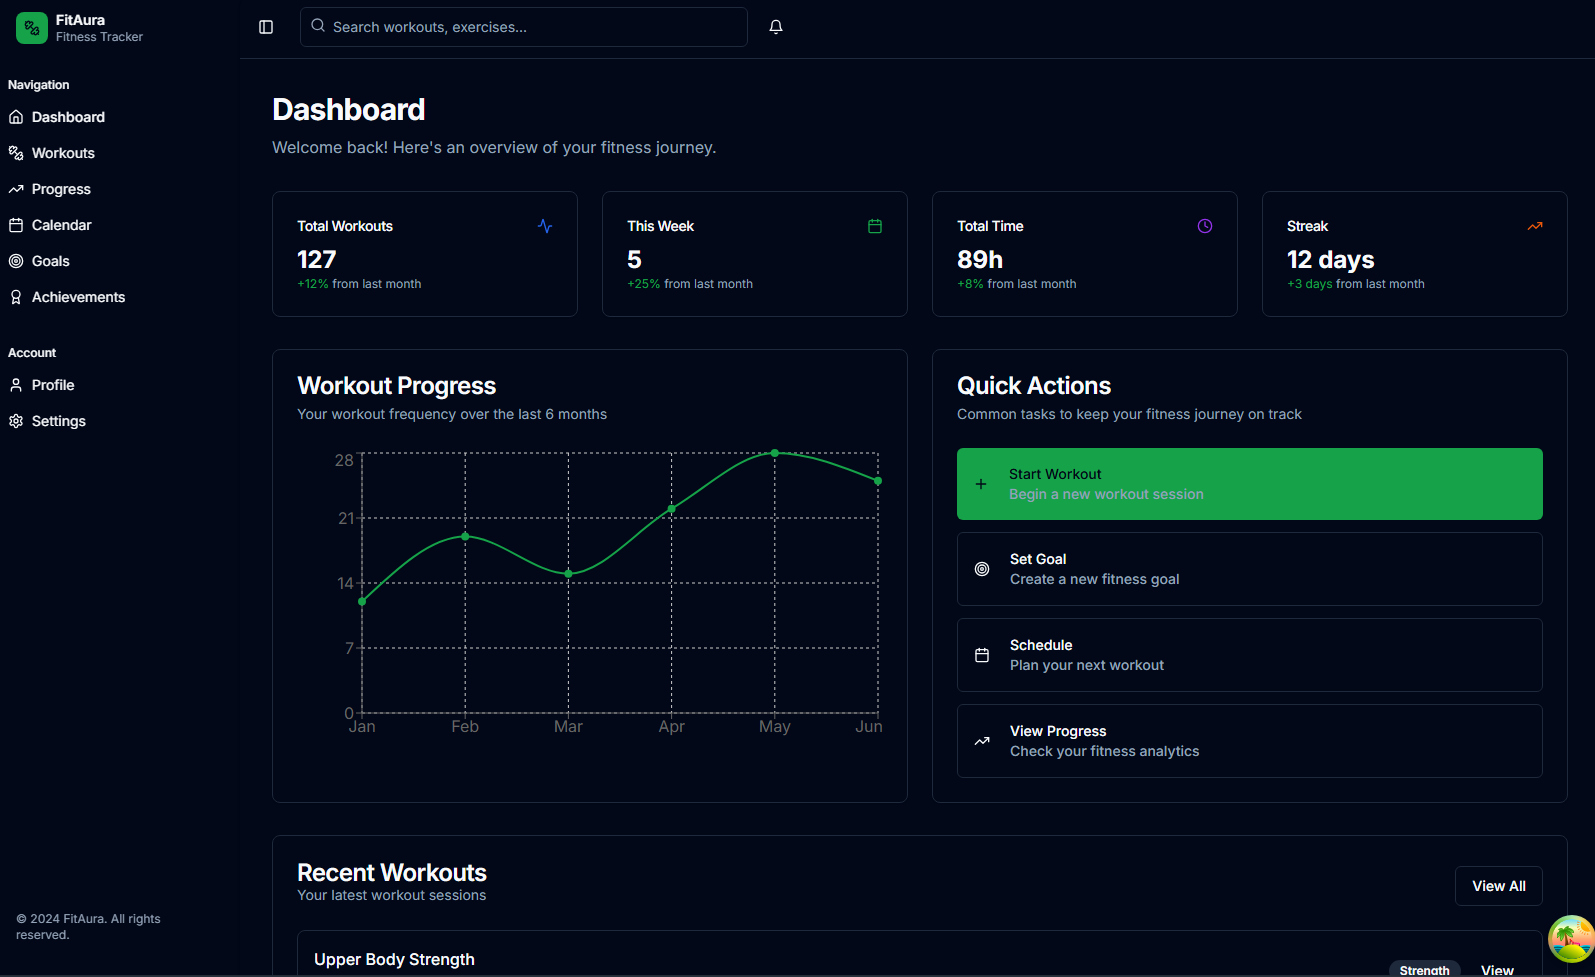 FitAura
Fitness Tracker
Search workouts, exercises...
Navigation
Dashboard
Workouts
Progress
Calendar
Goals
Achievements
Account
Profile
Settings
© 2024 FitAura. All rights
reserved.
Dashboard
Welcome back! Here's an overview of your fitness journey.
Total Workouts
127
+12% from last month
This Week
5
+25% from last month
Total Time
89h
+8% from last month
Streak
12 days
+3 days from last month
Workout Progress
Your workout frequency over the last 6 months
28
21
14
7
0
Jan Feb Mar Apr May Jun
Quick Actions
Common tasks to keep your fitness journey on track
Start Workout
Begin a new workout session
Set Goal
Create a new fitness goal
Schedule
Plan your next workout
View Progress
Check your fitness analytics
Recent Workouts
Your latest workout sessions
View All
Upper Body Strength
Strength
View